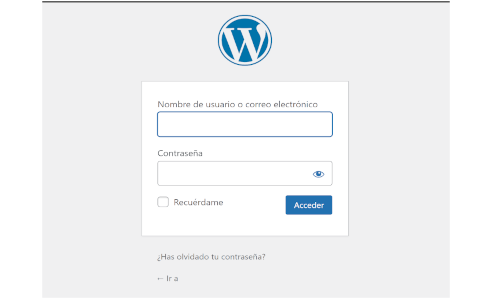 Nombre de usuario o correo electrónico
Contraseña
Recuérdame
Acceder
¿Has olvidado tu contraseña?
← Ir a